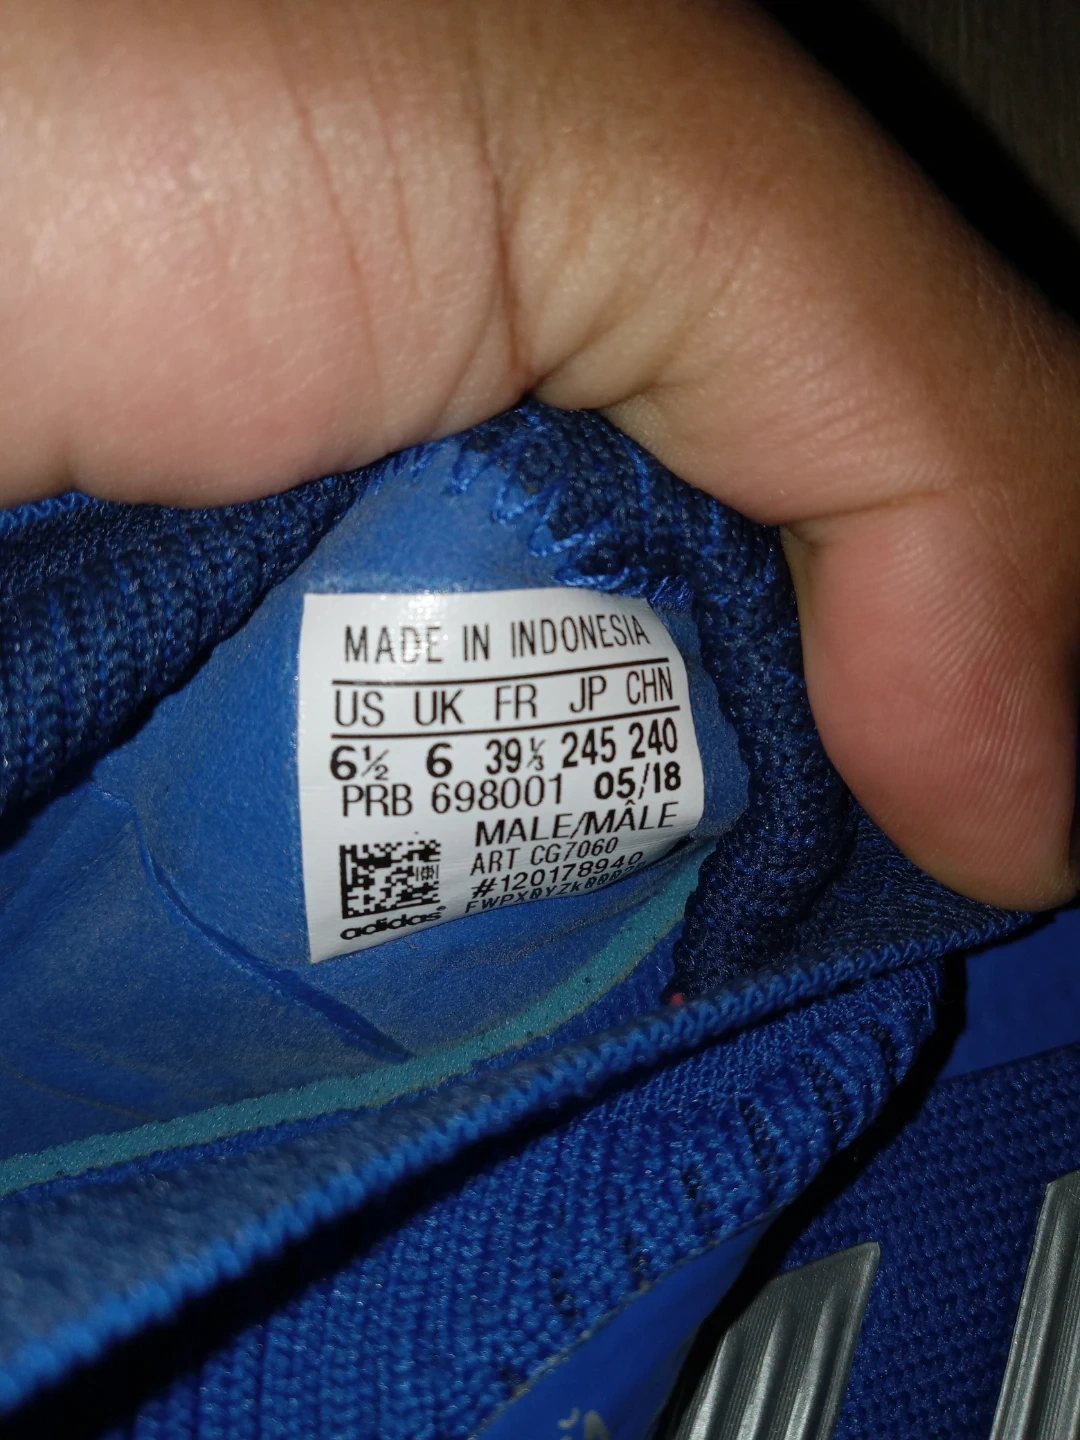 MADE IN INDONESIA
US UK FR JP CHN
6½ 6 39⅓ 245 240
PRB 698001 05/18
MALE/MÂLE
ART CG7060
#120178940
adidas®